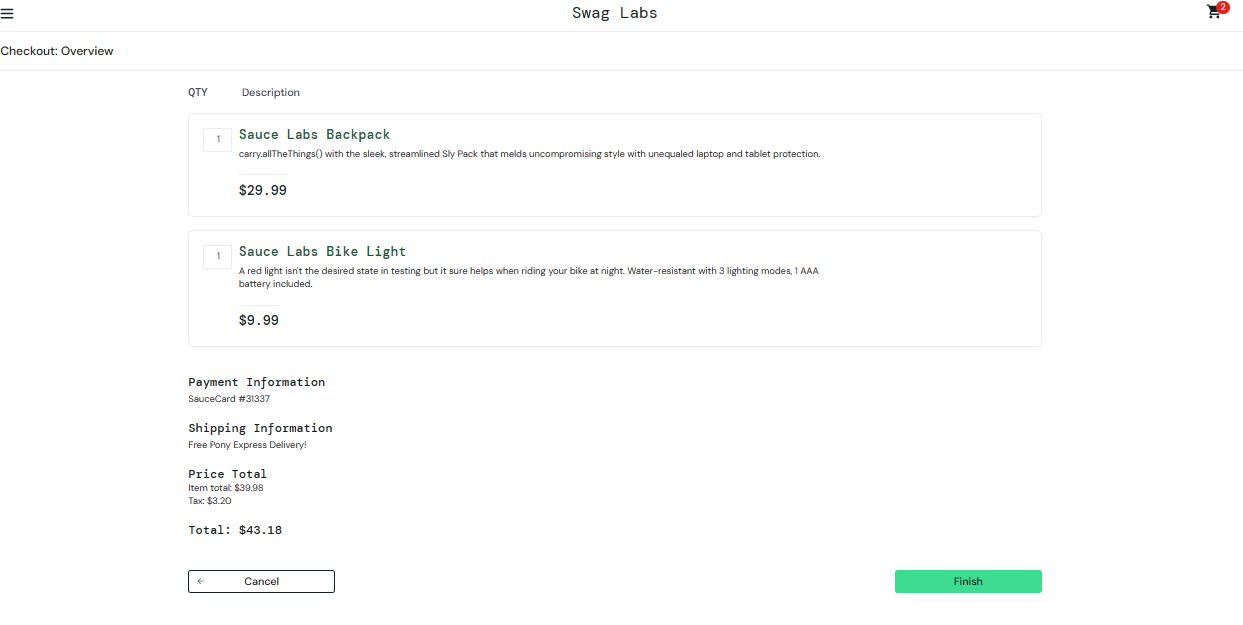 Swag Labs
2
Checkout: Overview
QTY Description
1
Sauce Labs Backpack
carry.allTheThings() with the sleek, streamlined Sly Pack that melds uncompromising style with unequaled laptop and tablet protection.
$29.99
1
Sauce Labs Bike Light
A red light isn't the desired state in testing but it sure helps when riding your bike at night. Water-resistant with 3 lighting modes, 1 AAA
battery included.
$9.99
Payment Information
SauceCard #31337
Shipping Information
Free Pony Express Delivery!
Price Total
Item total: $39.98
Tax: $3.20
Total: $43.18
Cancel
Finish